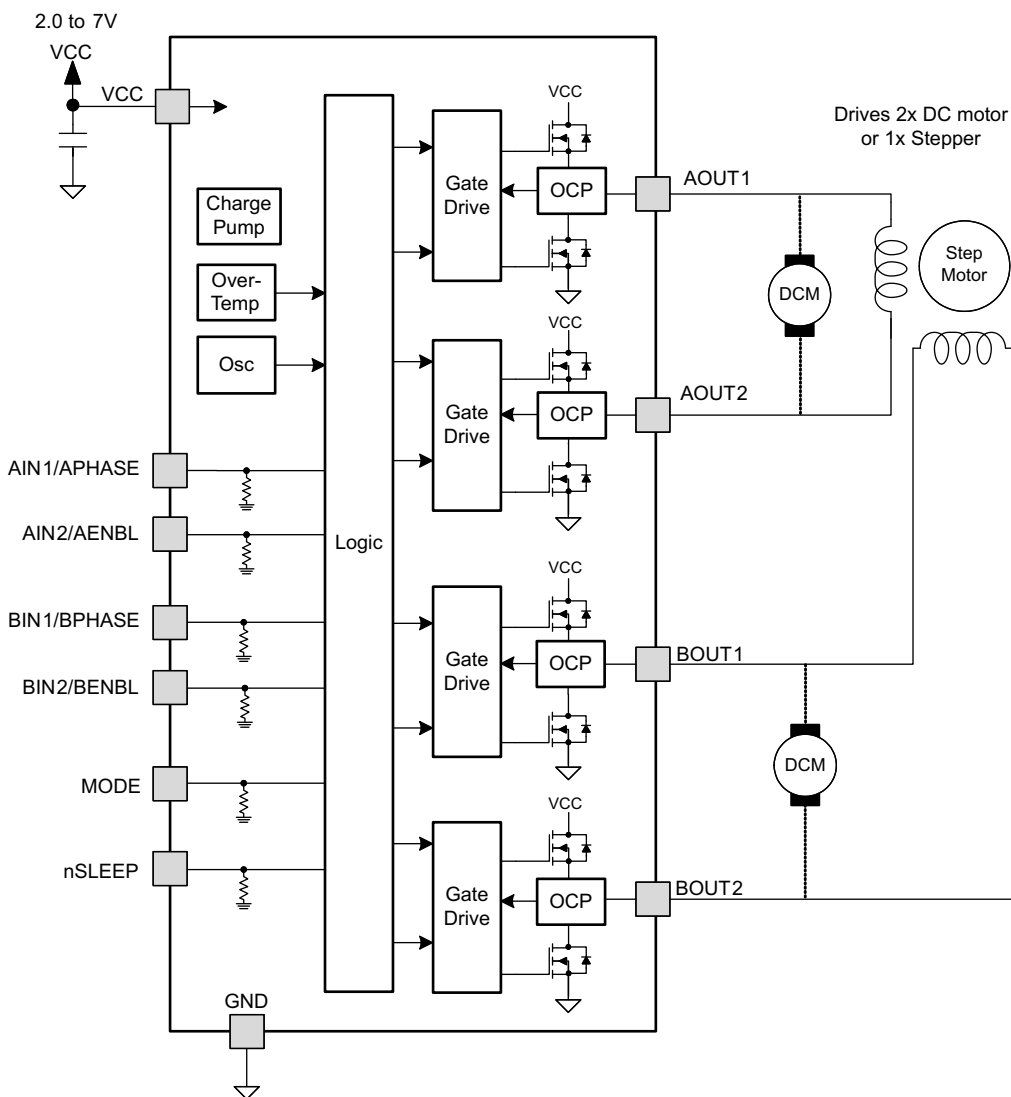 2.0 to 7V
VCC
VCC
Drives 2x DC motor
or 1x Stepper
Charge
Pump
Over-
Temp
Osc
Logic
Gate
Drive
VCC
OCP
AOUT1
DCM
Step
Motor
Gate
Drive
VCC
OCP
AOUT2
AIN1/APHASE
AIN2/AENBL
BIN1/BPHASE
BIN2/BENBL
MODE
nSLEEP
Gate
Drive
VCC
OCP
BOUT1
DCM
Gate
Drive
VCC
OCP
BOUT2
GND